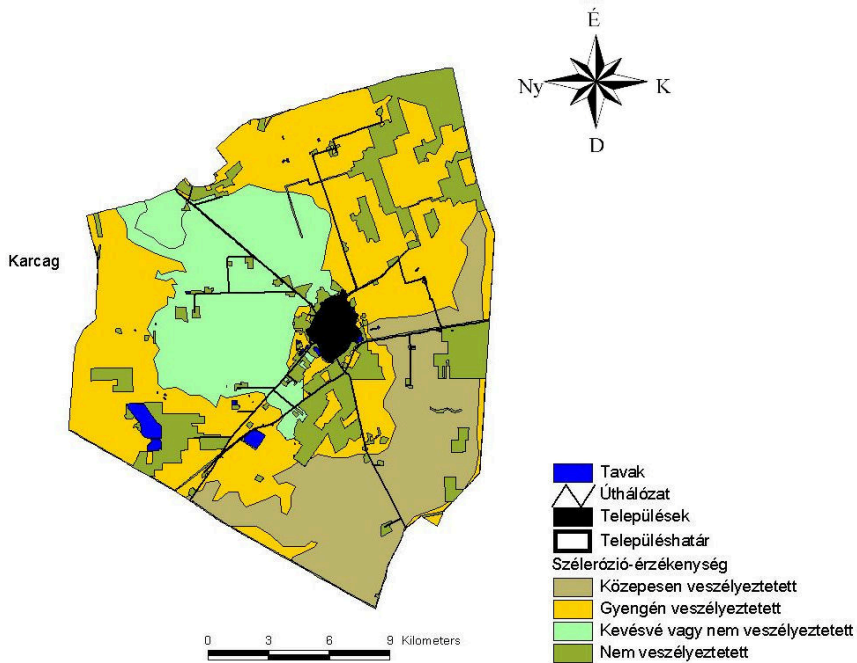 É
Ny K
D
Karcag
Tavak
Úthálózat
Települések
Településhatár
Szélerózió-érzékenység
Közepesen veszélyeztetett
Gyengén veszélyeztetett
Kevésvé vagy nem veszélyeztetett
Nem veszélyeztetett
0 3 6 9 Kilometers